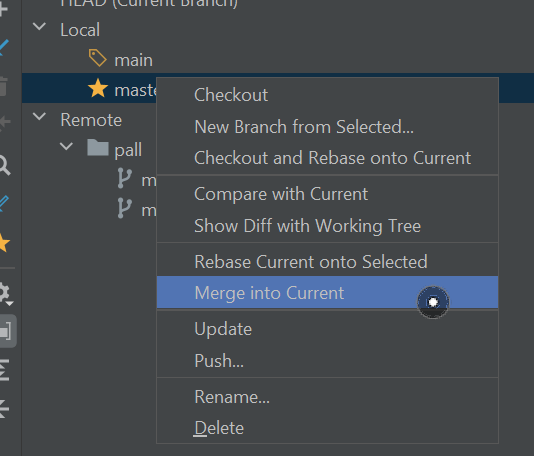 HEAD (Current Branch)
Local
main
maste
Checkout
New Branch from Selected...
Checkout and Rebase onto Current
Remote
pall
m
m
Compare with Current
Show Diff with Working Tree
Rebase Current onto Selected
Merge into Current
Update
Push...
Rename...
Delete